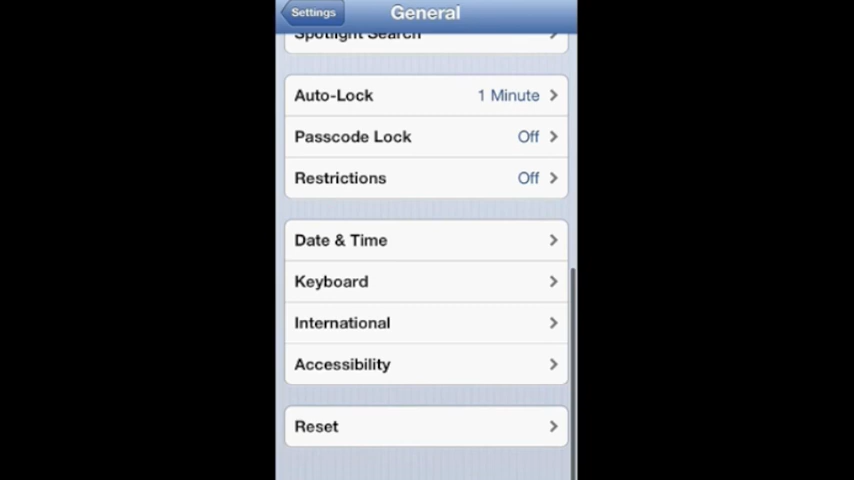 Settings
General
Spotlight Search
Auto-Lock 1 Minute
Passcode Lock Off
Restrictions Off
Date & Time
Keyboard
International
Accessibility
Reset